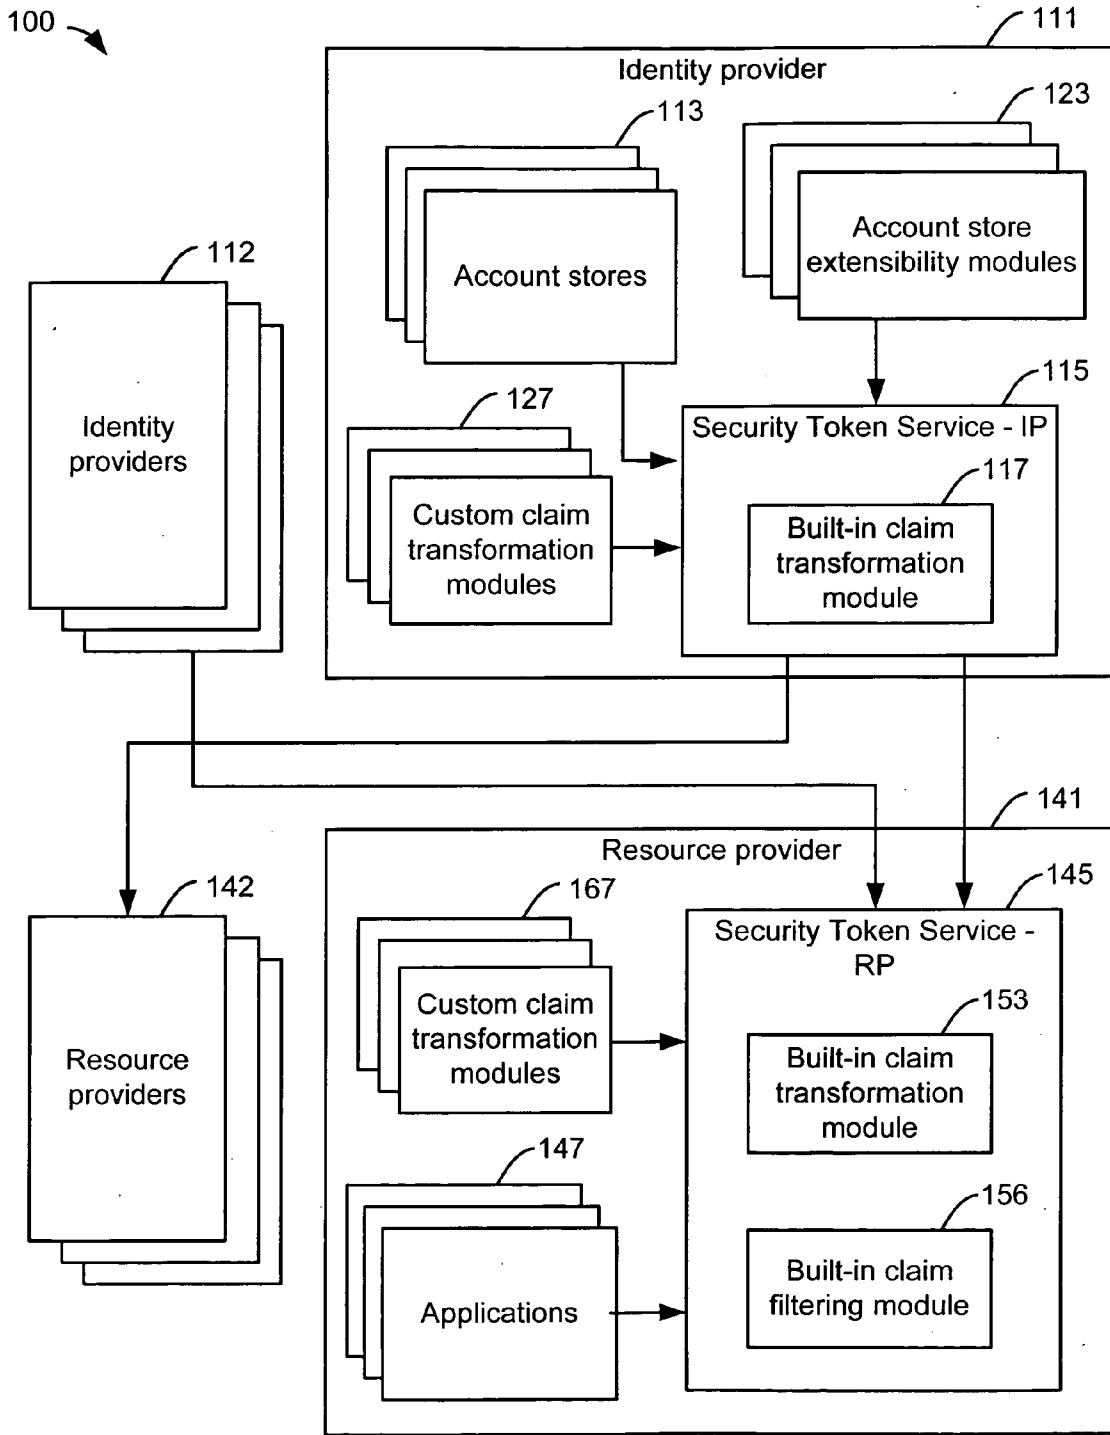 100
111
Identity provider
113
123
Account stores
Account store
extensibility modules
112
Identity
providers
127
Custom claim
transformation
modules
115
Security Token Service - IP
117
Built-in claim
transformation
module
141
Resource provider
142
Resource
providers
167
Custom claim
transformation
modules
145
Security Token Service -
RP
153
Built-in claim
transformation
module
147
Applications
156
Built-in claim
filtering module